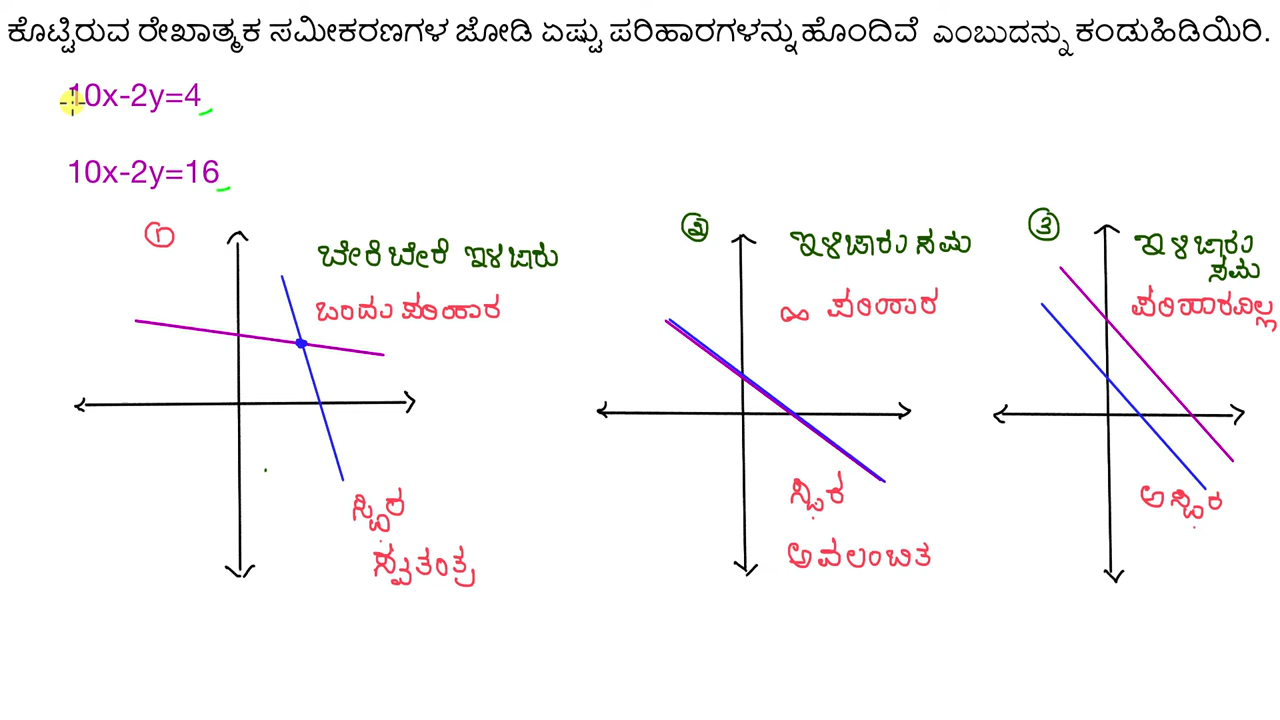 ಕೊಟ್ಟಿರುವ ರೇಖಾತ್ಮಕ ಸಮೀಕರಣಗಳ ಜೋಡಿ ಏಷ್ಟು ಪರಿಹಾರಗಳನ್ನು ಹೊಂದಿವೆ ಎಂಬುದನ್ನು ಕಂಡುಹಿಡಿಯಿರಿ.
10x-2y=4
10x-2y=16
೧
ಬೇರೆ ಬೇರೆ ಇಳಿಜಾರು
ಒಂದು ಪರಿಹಾರ
ಸ್ಥಿರ
ಸ್ವತಂತ್ರ
೨
ಇಳಿಜಾರು ಸಮ
∞ ಪರಿಹಾರ
ಸ್ಥಿರ
ಅವಲಂಬಿತ
೩
ಇಳಿಜಾರು
ಸಮ
ಪರಿಹಾರವಿಲ್ಲ
ಅಸ್ಥಿರ